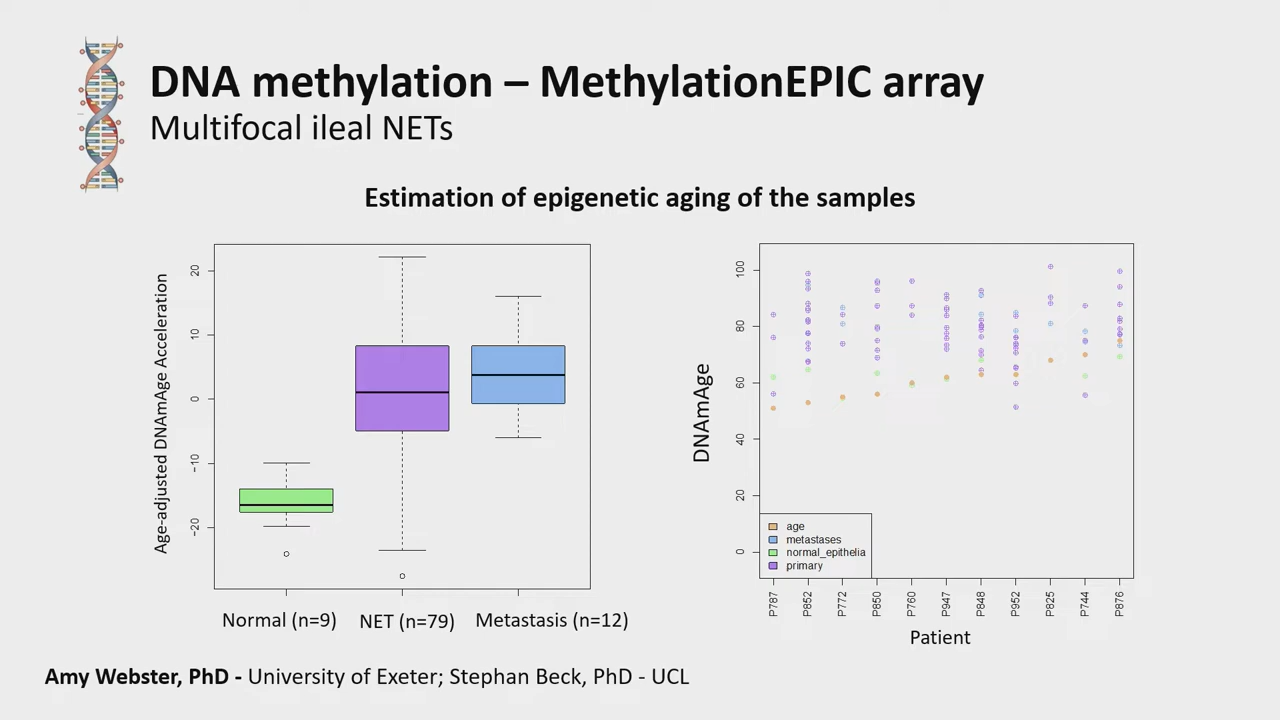 DNA methylation – MethylationEPIC array
Multifocal ileal NETs
Estimation of epigenetic aging of the samples
Age-adjusted DNAmAge Acceleration
20
10
0
-10
-20
Normal (n=9)
NET (n=79)
Metastasis (n=12)
DNAmAge
100
80
60
40
20
0
age
metastases
normal_epithelia
primary
P787
P852
P772
P850
P760
P947
P848
P952
P825
P744
P876
Patient
Amy Webster, PhD - University of Exeter; Stephan Beck, PhD - UCL